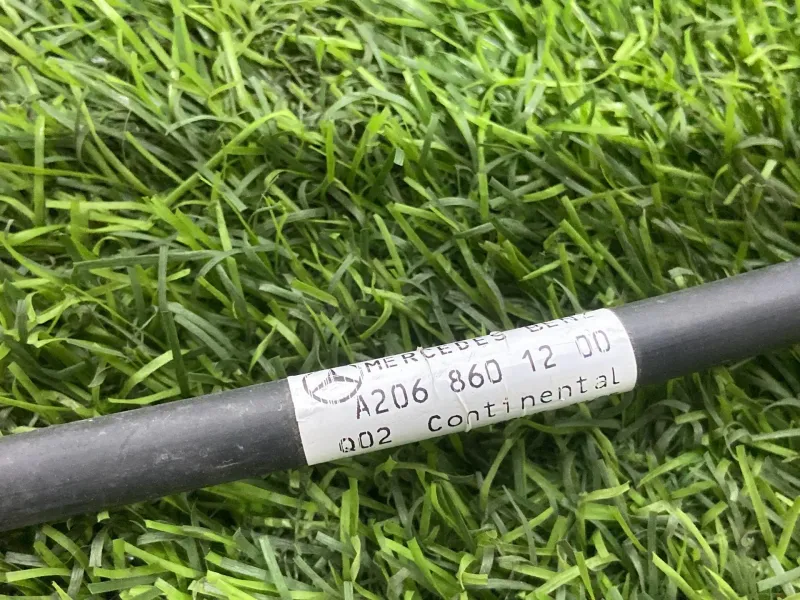 MERCEDES BENZ
A206 860 12 00
Q02 Continental